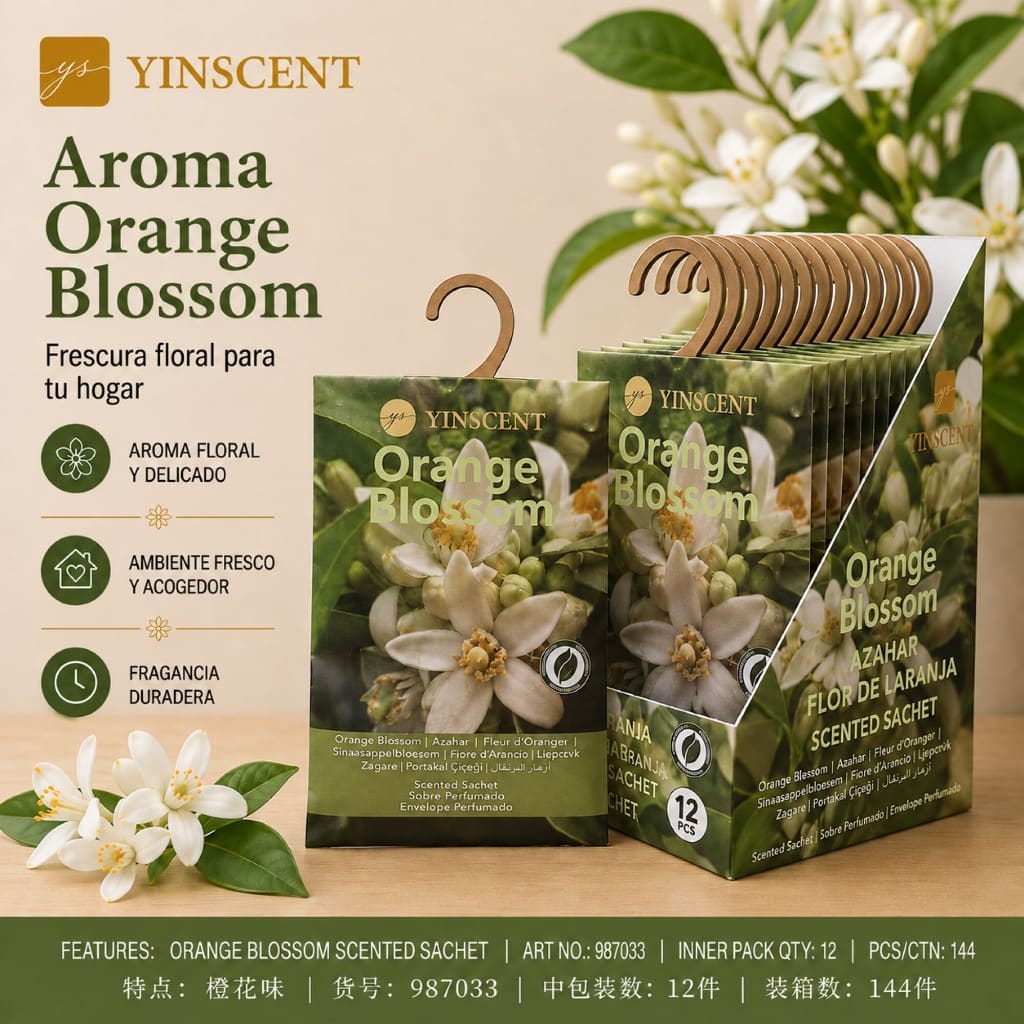 ys YINSCENT
Aroma
Orange
Blossom
Frescura floral para
tu hogar
AROMA FLORAL
Y DELICADO
AMBIENTE FRESCO
Y ACOGEDOR
FRAGANCIA
DURADERA
ys YINSCENT
Orange
Blossom
Orange Blossom | Azahar | Fleur d'Oranger |
Sinaasappelbloesem | Fiore d'Arancio | Liepccvk
Zagare | Portakal Çiçeği | أزهار البرتقال
Scented Sachet
Sobre Perfumado
Envelope Perfumado
ys YINSCENT
Orange
Blossom
RANJA
SACHET
CHET
12
PCS
YINSCENT
Orange
Blossom
AZAHAR
FLOR DE LARANJA
SCENTED SACHET
Orange Blossom | Azahar | Fleur d'Oranger |
Sinaasappelbloesem | Fiore d'Arancio | Liepccvk
Zagare | Portakal Çiçeği | أزهار البرتقال
Scented Sachet | Sobre Perfumado | Envelope Perfumado
FEATURES: ORANGE BLOSSOM SCENTED SACHET | ART NO.: 987033 | INNER PACK QTY: 12 | PCS/CTN: 144
特点：橙花味 | 货号：987033 | 中包装数：12件 | 装箱数：144件